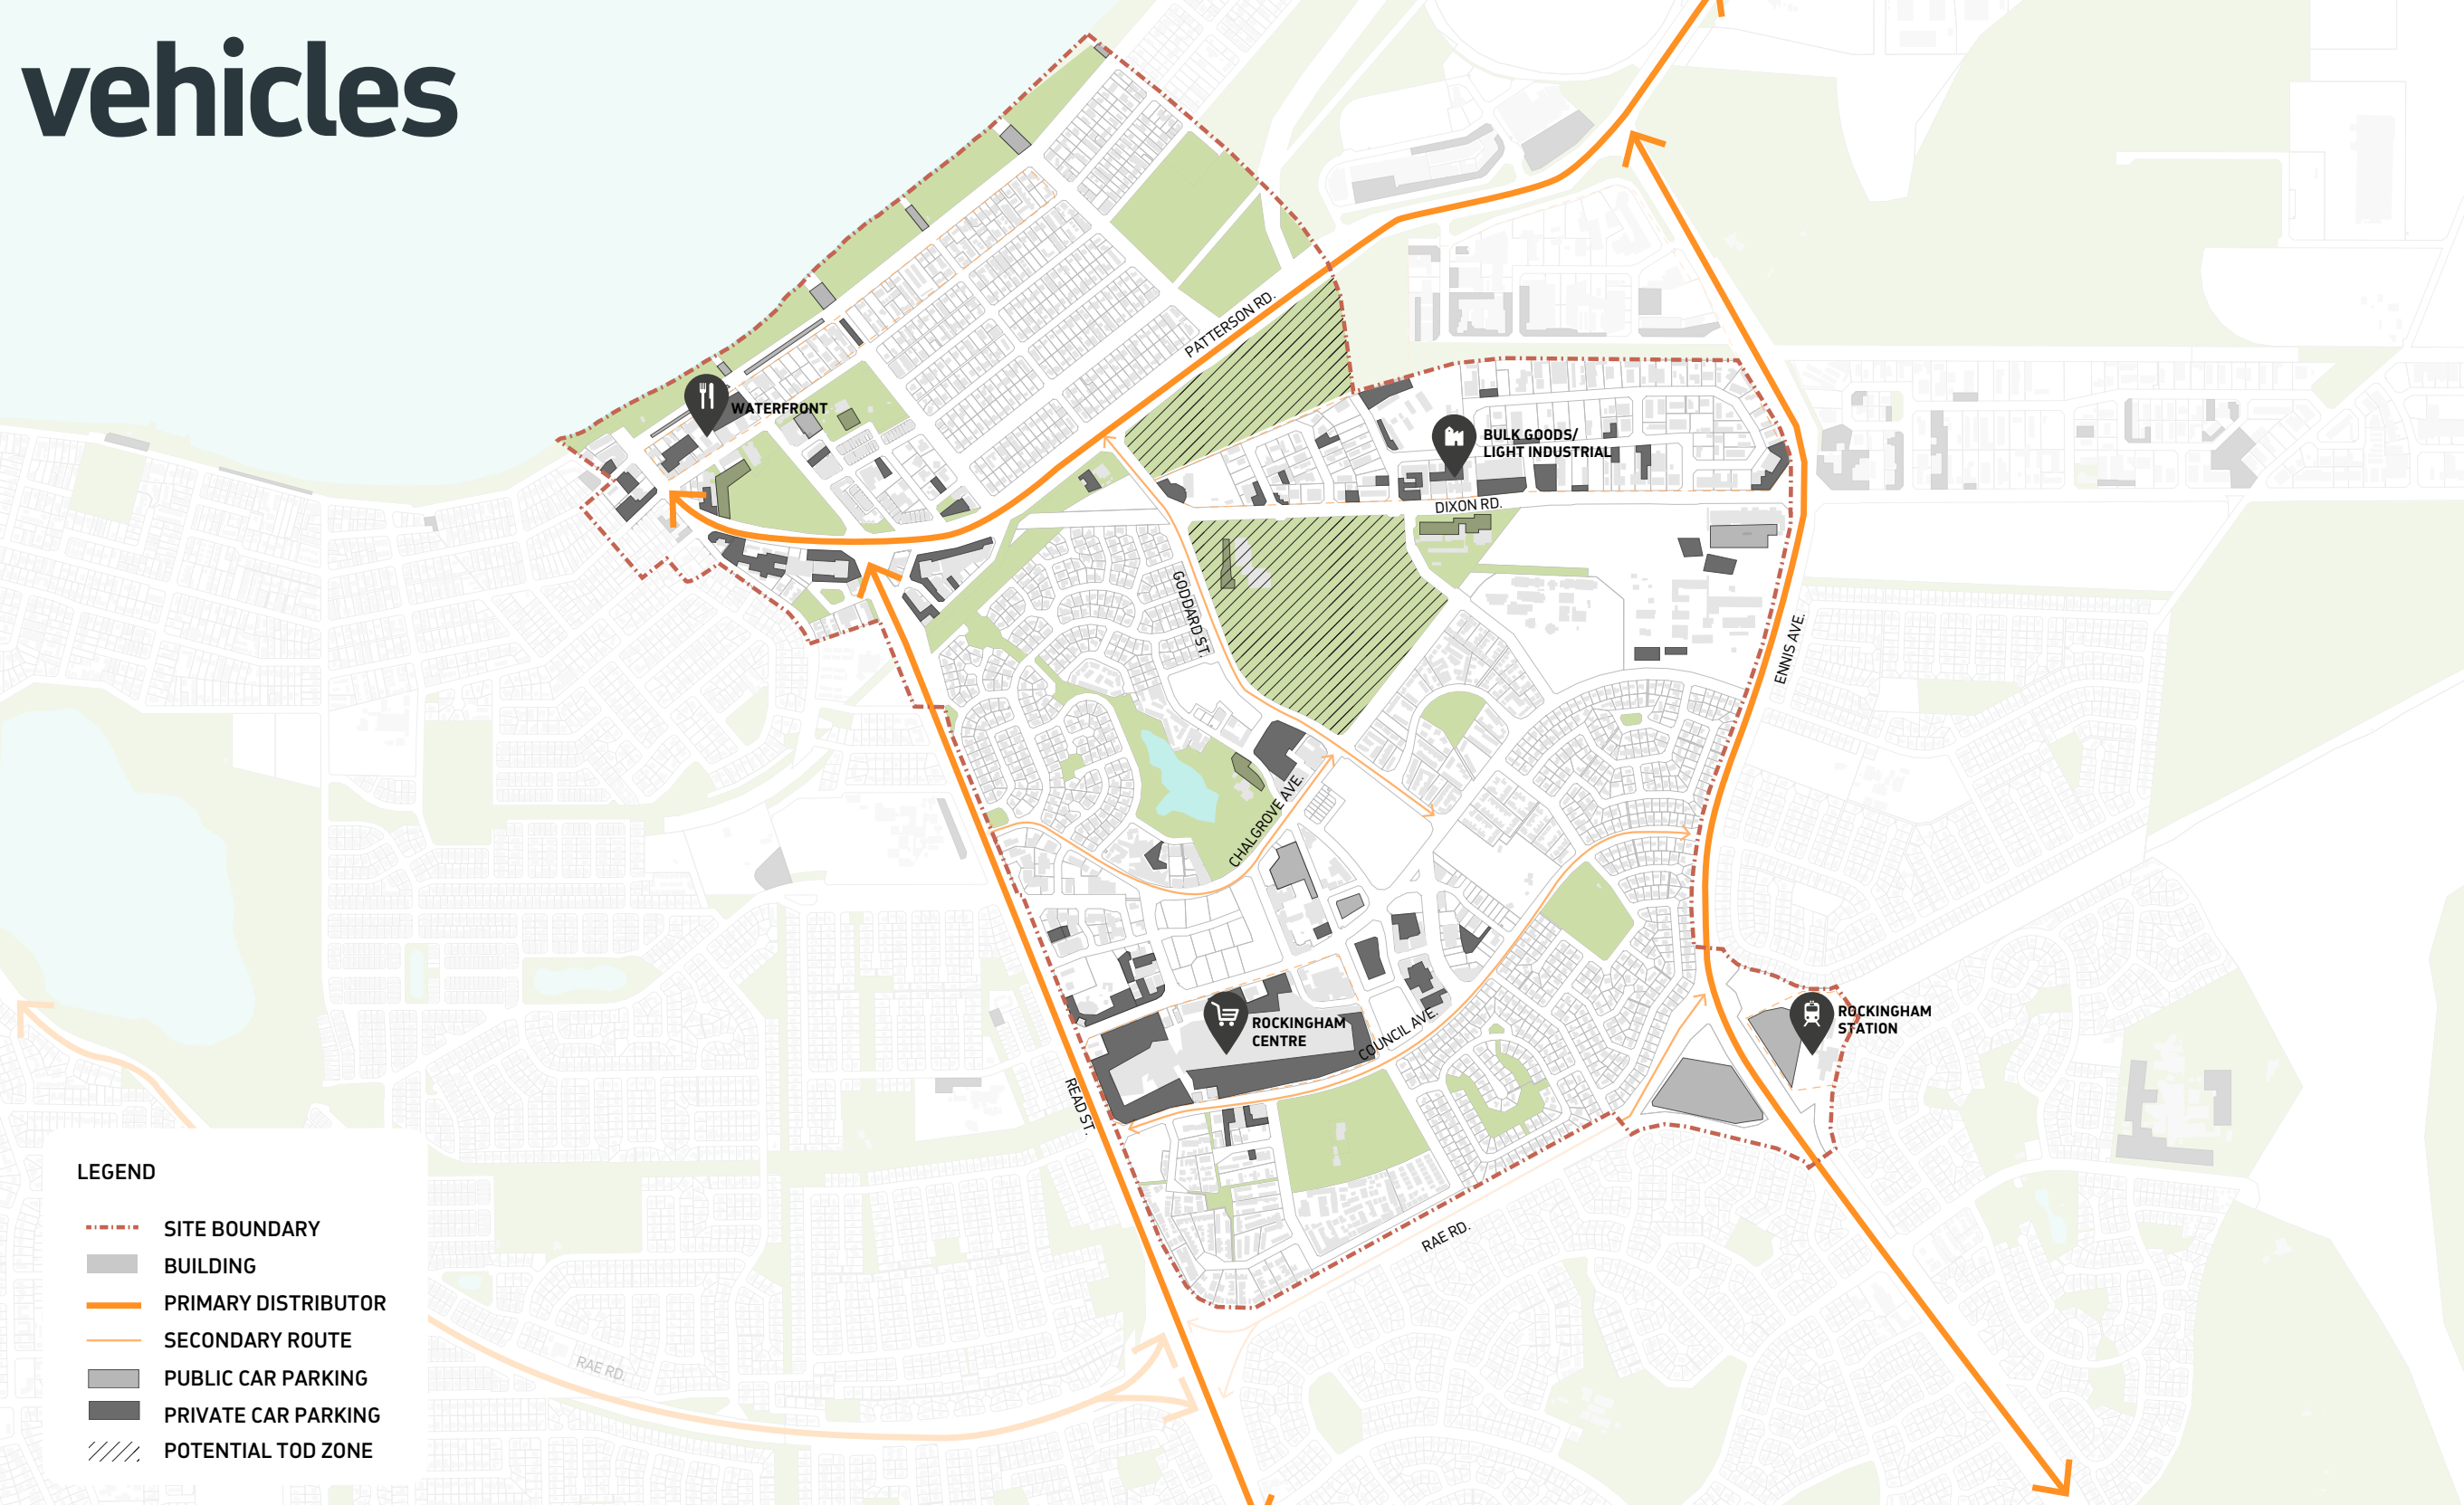 vehicles
PATTERSON RD.
WATERFRONT
BULK GOODS/
LIGHT INDUSTRIAL
DIXON RD.
GODDARD ST.
ENNIS AVE.
CHALGROVE AVE.
ROCKINGHAM
CENTRE
COUNCIL AVE.
ROCKINGHAM
STATION
READ ST.
RAE RD.
RAE RD.
LEGEND
SITE BOUNDARY
BUILDING
PRIMARY DISTRIBUTOR
SECONDARY ROUTE
PUBLIC CAR PARKING
PRIVATE CAR PARKING
POTENTIAL TOD ZONE